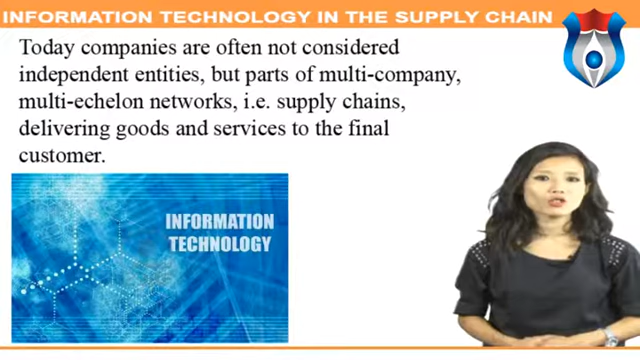 INFORMATION TECHNOLOGY IN THE SUPPLY CHAIN
Today companies are often not considered
independent entities, but parts of multi-company,
multi-echelon networks, i.e. supply chains,
delivering goods and services to the final
customer.
INFORMATION
TECHNOLOGY